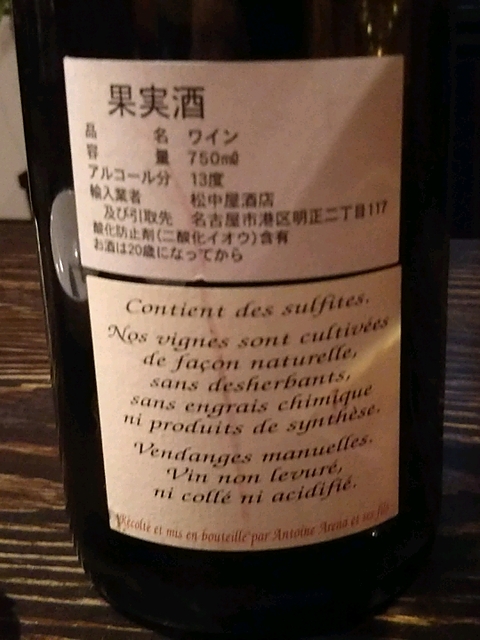 果実酒
品　　名 ワイン
容　　量 750mℓ
アルコール分 13度
輸入業者 松中屋酒店
及び引取先 名古屋市港区明正二丁目117
酸化防止剤(二酸化イオウ)含有
お酒は20歳になってから
Contient des sulfites.
Nos vignes sont cultivées
de façon naturelle,
sans desherbants,
sans engrais chimique
ni produits de synthèse.
Vendanges manuelles.
Vin non levuré,
ni collé ni acidifié.
Récolté et mis en bouteille par Antoine Arena et ses fils